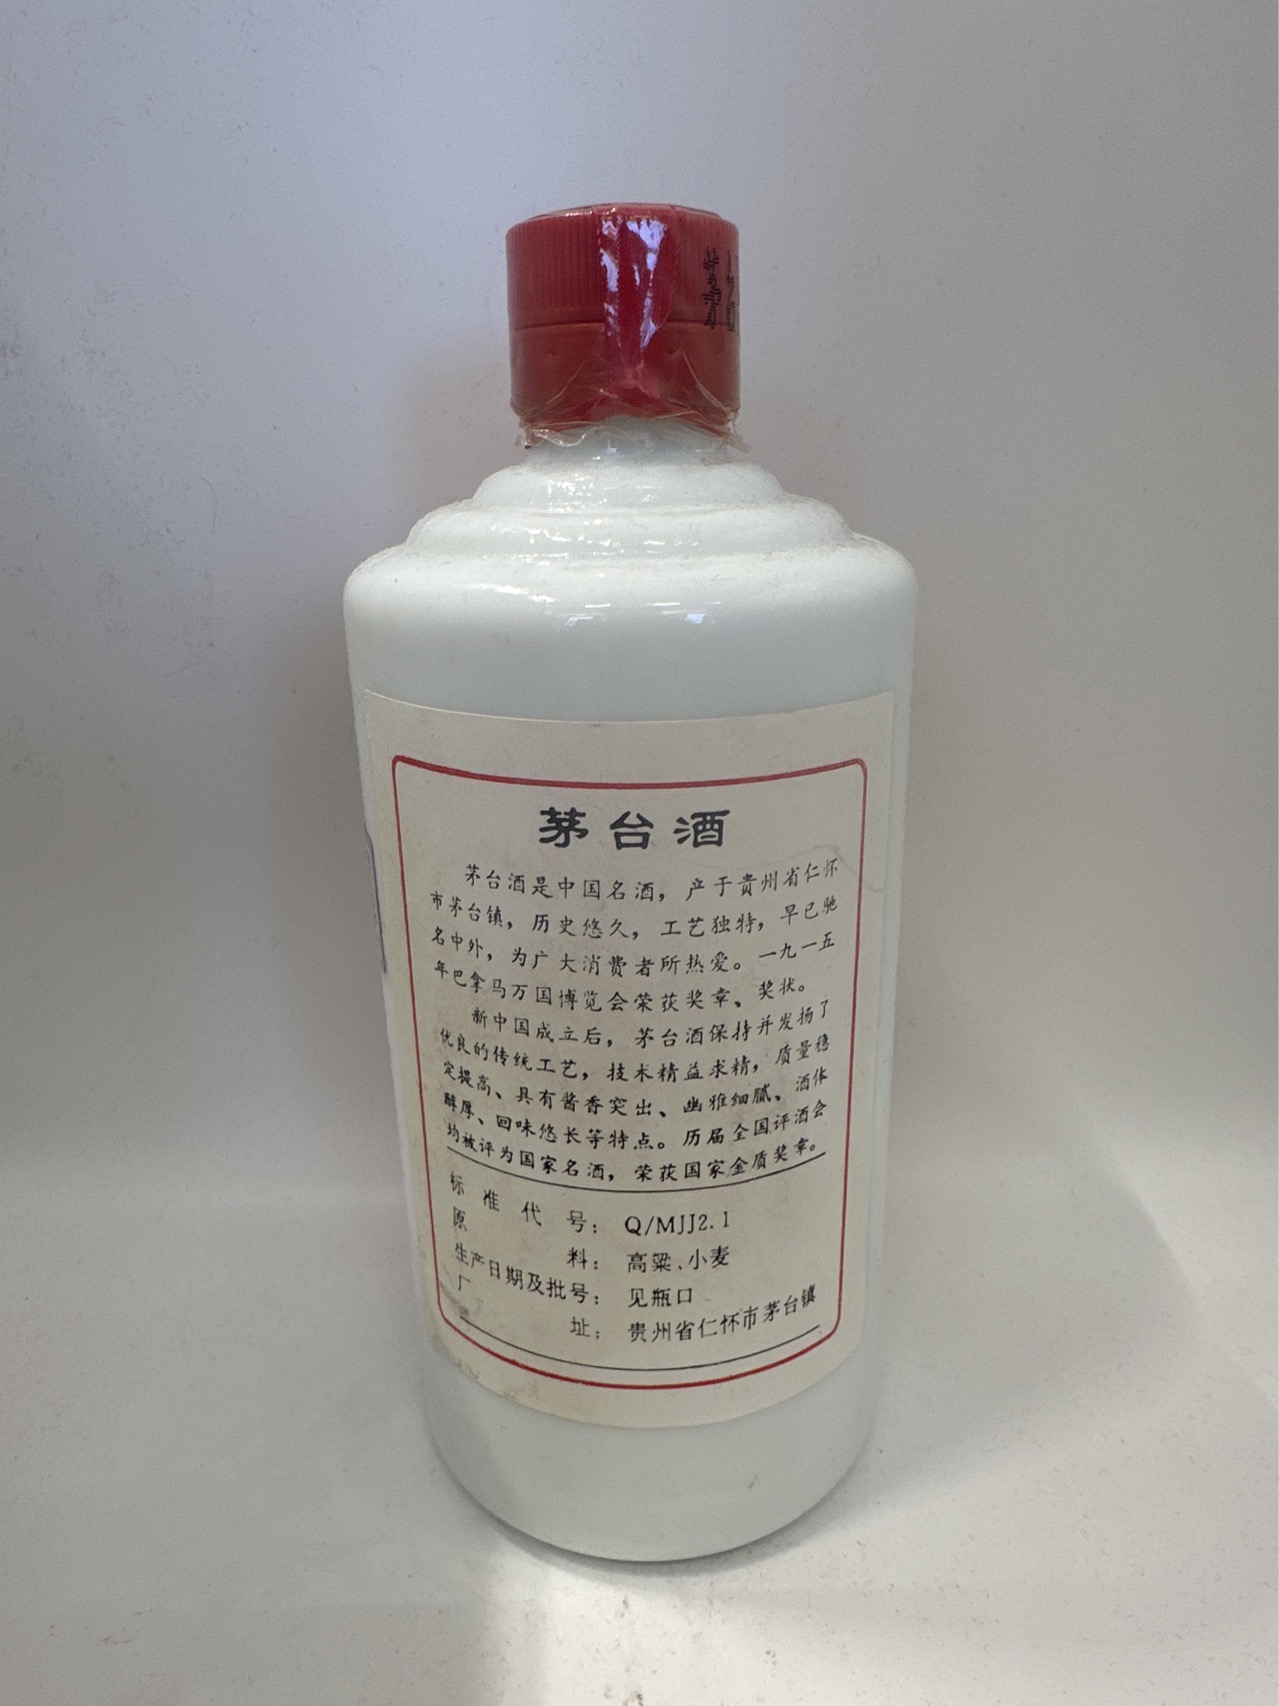 茅台酒
茅台酒是中国名酒，产于贵州省仁怀
市茅台镇，历史悠久，工艺独特，早已驰
名中外，为广大消费者所热爱。一九一五
年巴拿马万国博览会荣获奖章、奖状。
新中国成立后，茅台酒保持并发扬了
优良的传统工艺，技术精益求精，质量稳
定提高、具有酱香突出、幽雅细腻、酒体
醇厚、回味悠长等特点。历届全国评酒会
均被评为国家名酒，荣获国家金质奖章。
标准代号：Q/MJJ2.1
原料：高粱、小麦
生产日期及批号：见瓶口
厂址：贵州省仁怀市茅台镇